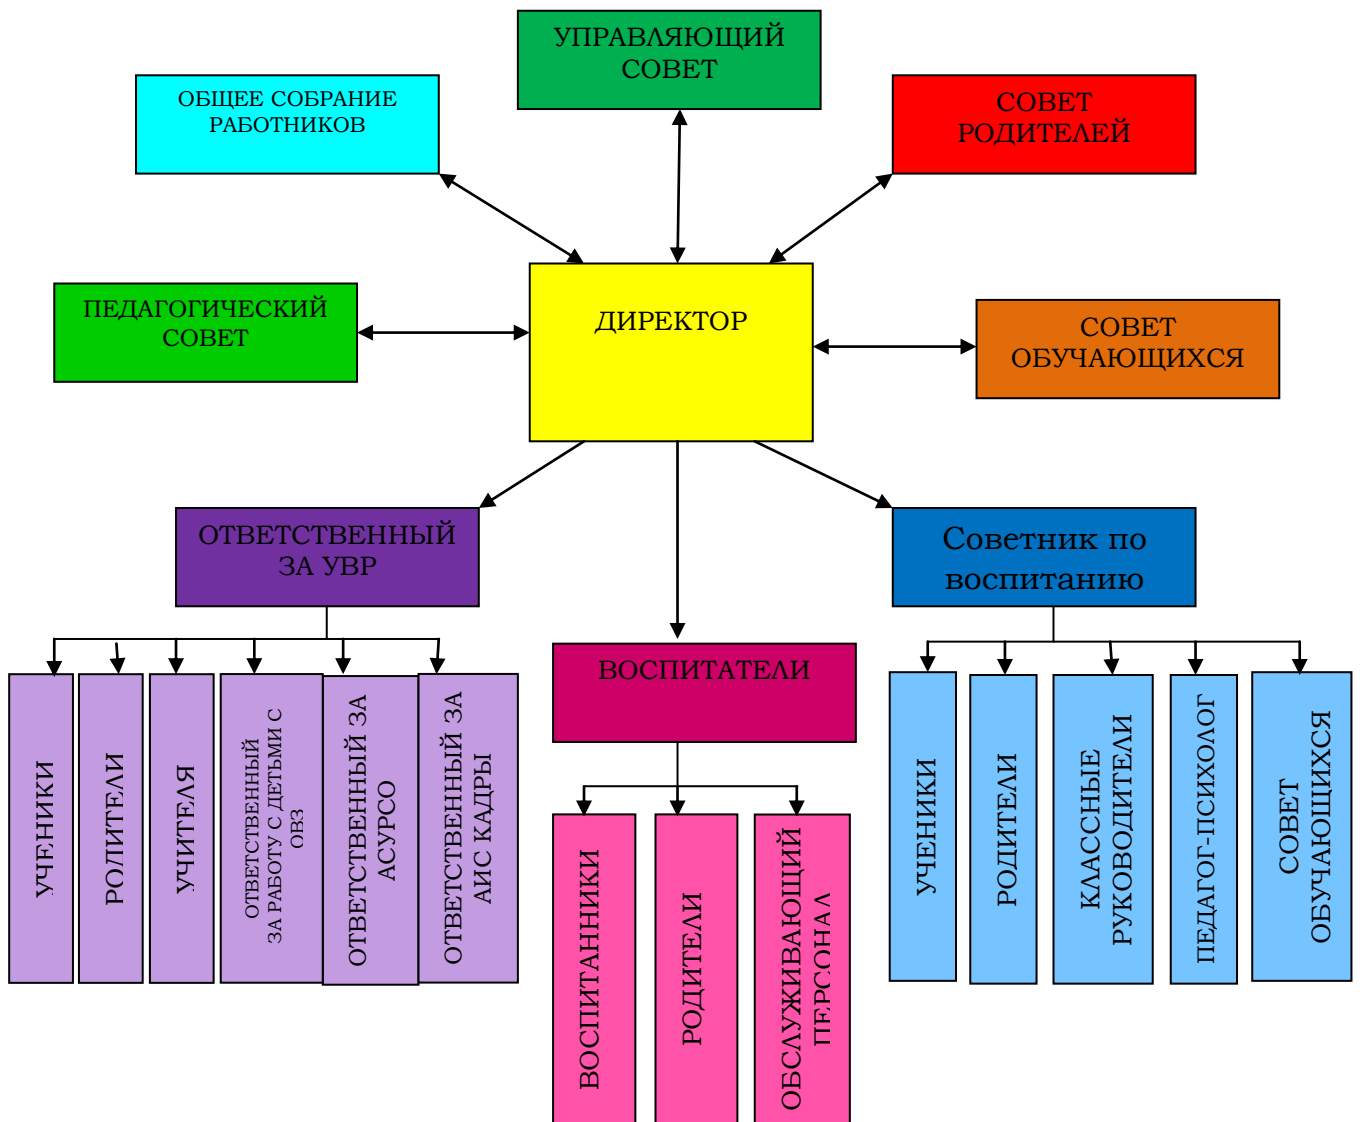 УПРАВЛЯЮЩИЙ
СОВЕТ
ОБЩЕЕ СОБРАНИЕ
РАБОТНИКОВ
СОВЕТ
РОДИТЕЛЕЙ
ПЕДАГОГИЧЕСКИЙ
СОВЕТ
ДИРЕКТОР
СОВЕТ
ОБУЧАЮЩИХСЯ
ОТВЕТСТВЕННЫЙ
ЗА УВР
Советник по
воспитанию
ВОСПИТАТЕЛИ
УЧЕНИКИ
РОДИТЕЛИ
УЧИТЕЛЯ
ОТВЕТСТВЕННЫЙ
ЗА РАБОТУ С ДЕТЬМИ С
ОВЗ
ОТВЕТСТВЕННЫЙ ЗА
АСУРСО
ОТВЕТСТВЕННЫЙ ЗА
АИС КАДРЫ
ВОСПИТАННИКИ
РОДИТЕЛИ
ОБСЛУЖИВАЮЩИЙ
ПЕРСОНАЛ
УЧЕНИКИ
РОДИТЕЛИ
КЛАССНЫЕ
РУКОВОДИТЕЛИ
ПЕДАГОГ-ПСИХОЛОГ
СОВЕТ
ОБУЧАЮЩИХСЯ